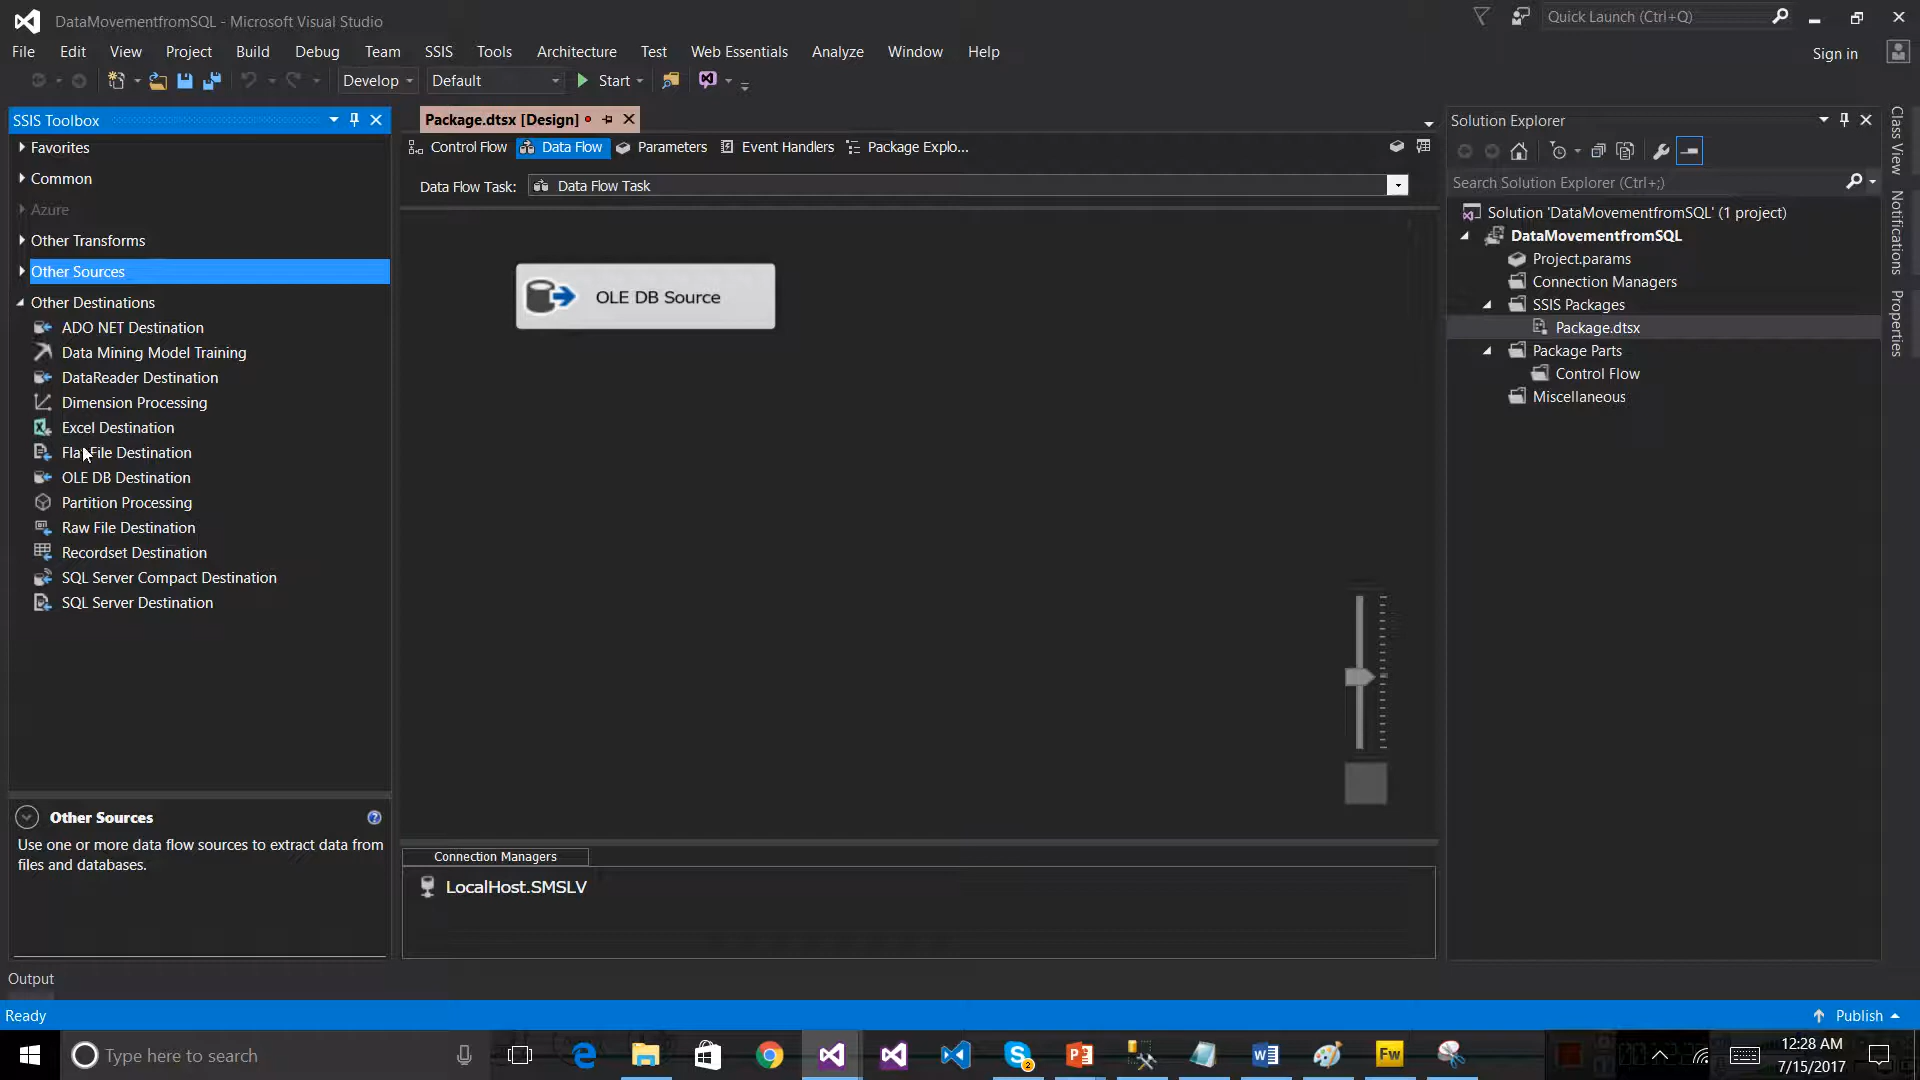 DataMovementfromSQL - Microsoft Visual Studio
Quick Launch (Ctrl+Q)
File Edit View Project Build Debug Team SSIS Tools Architecture Test Web Essentials Analyze Window Help
Sign in
Develop Default Start
SSIS Toolbox
Favorites
Common
Azure
Other Transforms
Other Sources
Other Destinations
ADO NET Destination
Data Mining Model Training
DataReader Destination
Dimension Processing
Excel Destination
Flat File Destination
OLE DB Destination
Partition Processing
Raw File Destination
Recordset Destination
SQL Server Compact Destination
SQL Server Destination
Other Sources
Use one or more data flow sources to extract data from
files and databases.
Package.dtsx [Design]
Control Flow Data Flow Parameters Event Handlers Package Explo...
Data Flow Task: Data Flow Task
OLE DB Source
Connection Managers
LocalHost.SMSLV
Solution Explorer
Search Solution Explorer (Ctrl+;)
Solution 'DataMovementfromSQL' (1 project)
DataMovementfromSQL
Project.params
Connection Managers
SSIS Packages
Package.dtsx
Package Parts
Control Flow
Miscellaneous
Class View
Notifications
Properties
Output
Ready
Publish
Type here to search
2
Fw
12:28 AM
7/15/2017